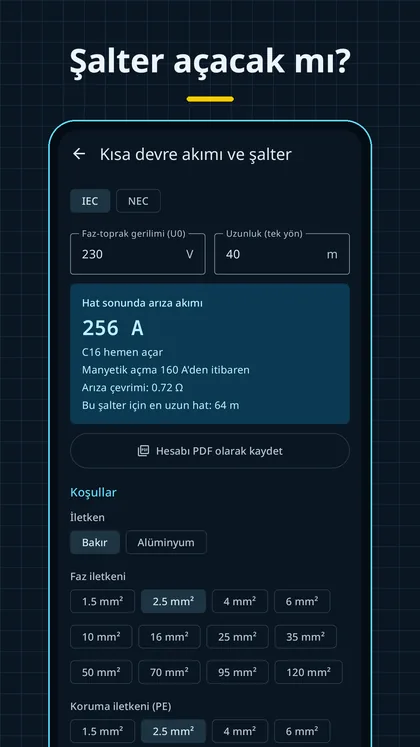 Şalter açacak mı?
Kısa devre akımı ve şalter
IEC NEC
Faz-toprak gerilimi (U0) Uzunluk (tek yön)
230 V 40 m
Hat sonunda arıza akımı
256 A
C16 hemen açar
Manyetik açma 160 A'den itibaren
Arıza çevrimi: 0.72 Ω
Bu şalter için en uzun hat: 64 m
Hesabı PDF olarak kaydet
Koşullar
İletken
Bakır Alüminyum
Faz iletkeni
1.5 mm² 2.5 mm² 4 mm² 6 mm²
10 mm² 16 mm² 25 mm² 35 mm²
50 mm² 70 mm² 95 mm² 120 mm²
Koruma iletkeni (PE)
1.5 mm² 2.5 mm² 4 mm² 6 mm²